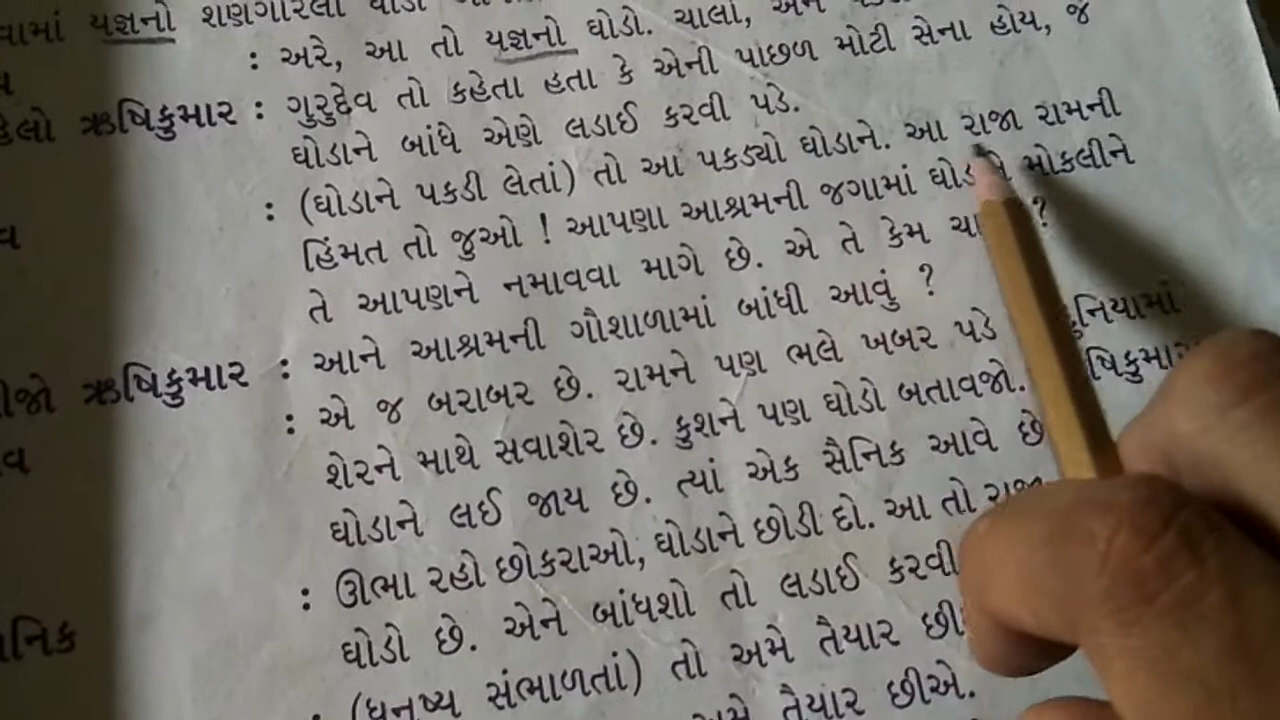 યજ્ઞનો શણગારેલો ઘોડો
: અરે, આ તો યજ્ઞનો ઘોડો. ચાલો,
ઋષિકુમાર : ગુરુદેવ તો કહેતા હતા કે એની પાછળ મોટી સેના હોય, જ
ઘોડાને બાંધે એણે લડાઈ કરવી પડે.
: (ઘોડાને પકડી લેતાં) તો આ પકડ્યો ઘોડાને. આ રાજા રામની
હિંમત તો જુઓ ! આપણા આશ્રમની જગામાં મોકલીને
તે આપણને નમાવવા માગે છે. એ તે કેમ ?
ઋષિકુમાર : આને આશ્રમની ગૌશાળામાં બાંધી આવું ?
: એ જ બરાબર છે. રામને પણ ભલે ખબર પડે
શેરને માથે સવાશેર છે. કુશને પણ ઘોડો બતાવજો.
ઘોડાને લઈ જાય છે. ત્યાં એક સૈનિક આવે છે
: ઊભા રહો છોકરાઓ, ઘોડાને છોડી દો. આ તો
ઘોડો છે. એને બાંધશો તો લડાઈ કરવી
: (ધનુષ્ય સંભાળતાં) તો અમે તૈયાર
તૈયાર છીએ.